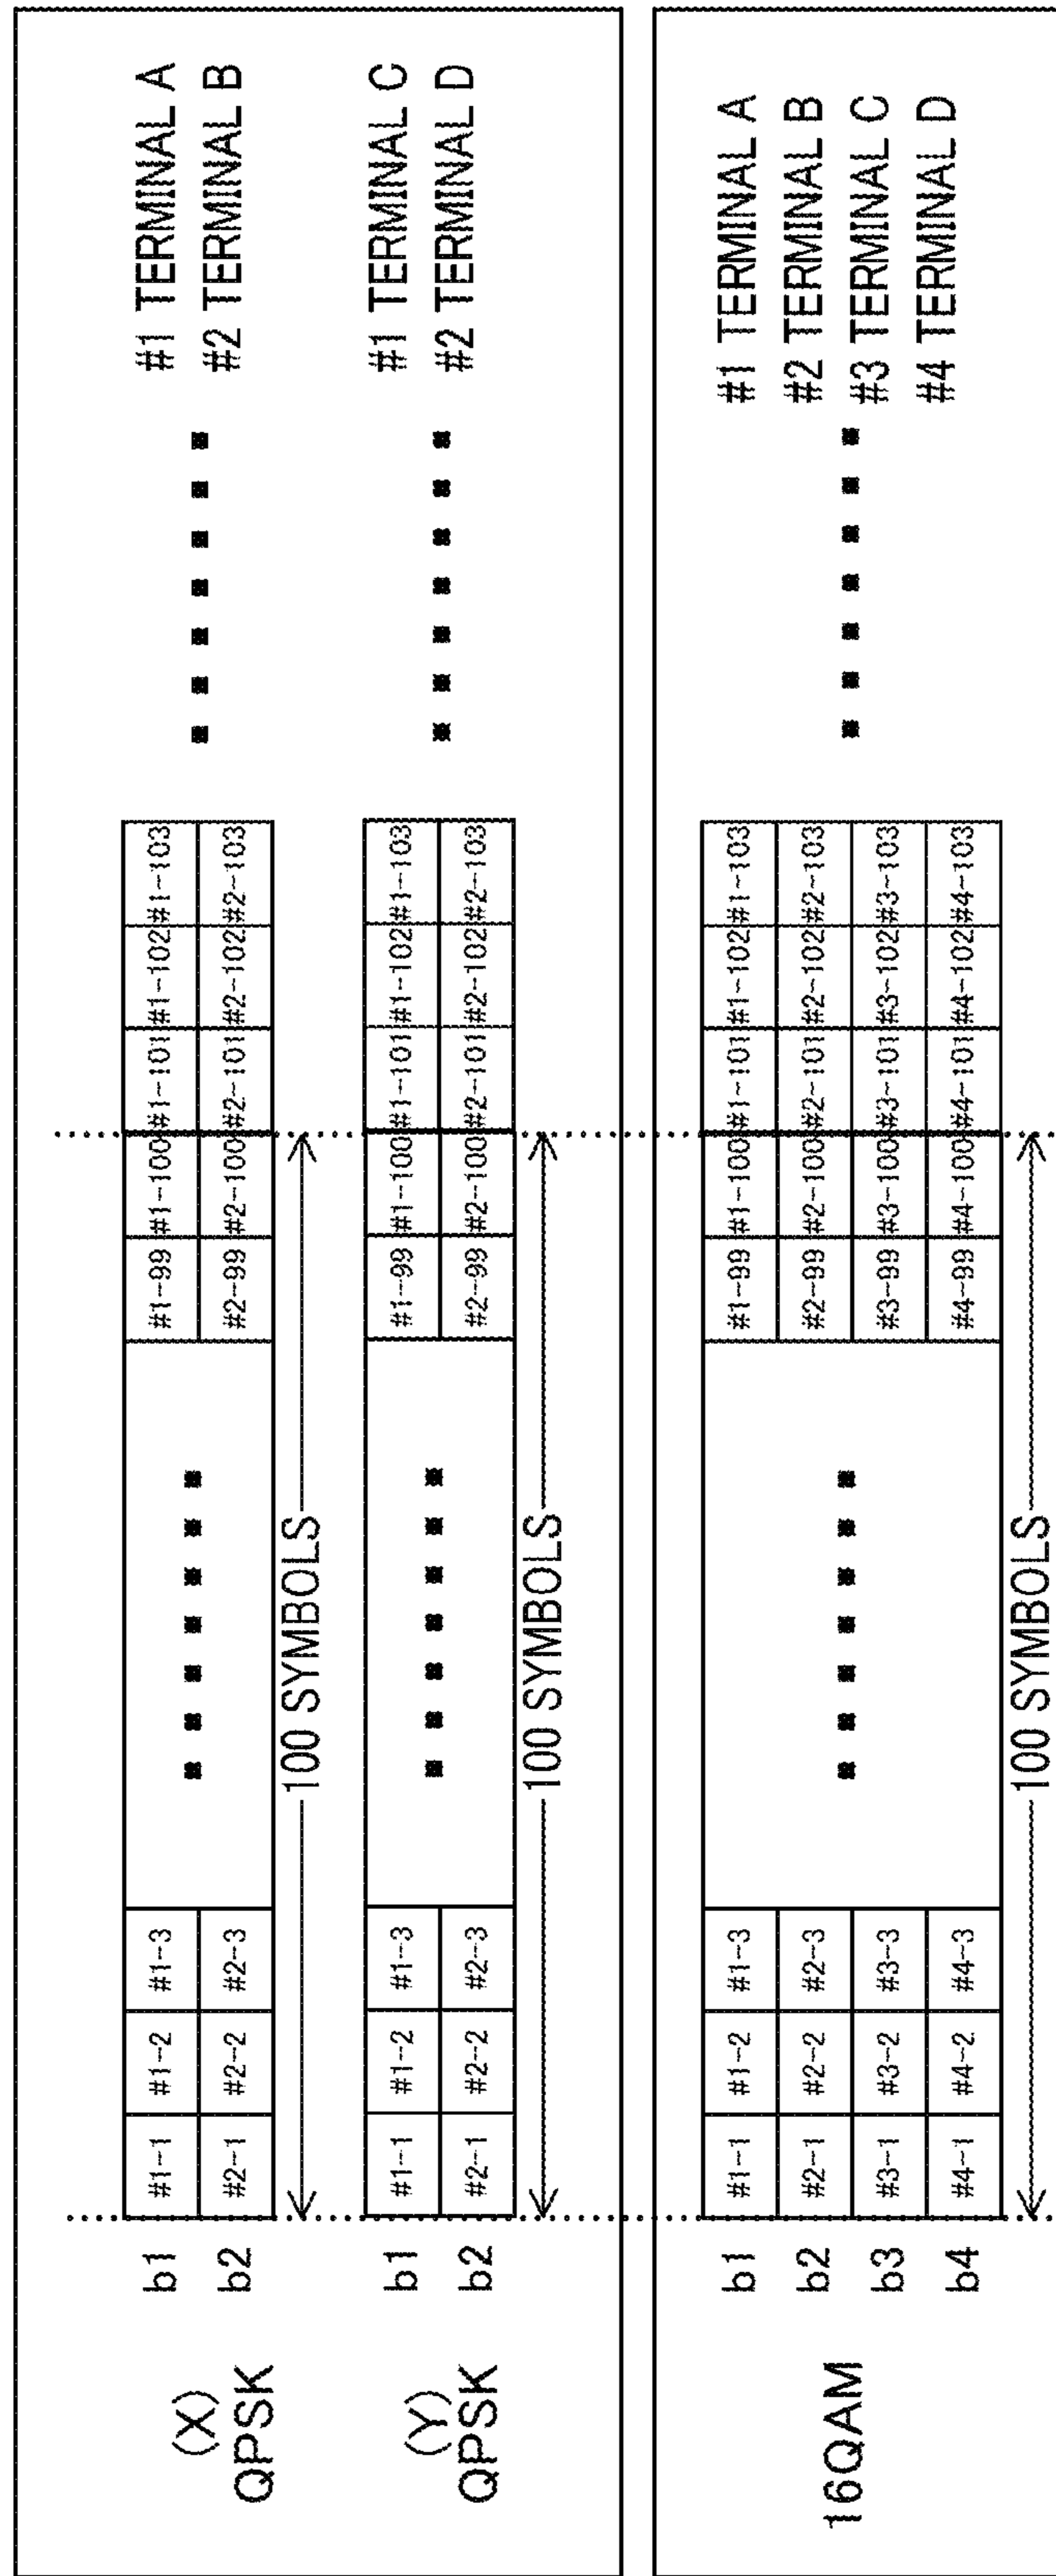 (X)
QPSK
b1 #1-1 #1-2 #1-3 #1-99 #1-100 #1-101 #1-102 #1-103
b2 #2-1 #2-2 #2-3 #2-99 #2-100 #2-101 #2-102 #2-103
100 SYMBOLS
#1 TERMINAL A
#2 TERMINAL B
(Y)
QPSK
b1 #1-1 #1-2 #1-3 #1-99 #1-100 #1-101 #1-102 #1-103
b2 #2-1 #2-2 #2-3 #2-99 #2-100 #2-101 #2-102 #2-103
100 SYMBOLS
#1 TERMINAL C
#2 TERMINAL D
16QAM
b1 #1-1 #1-2 #1-3 #1-99 #1-100 #1-101 #1-102 #1-103
b2 #2-1 #2-2 #2-3 #2-99 #2-100 #2-101 #2-102 #2-103
b3 #3-1 #3-2 #3-3 #3-99 #3-100 #3-101 #3-102 #3-103
b4 #4-1 #4-2 #4-3 #4-99 #4-100 #4-101 #4-102 #4-103
100 SYMBOLS
#1 TERMINAL A
#2 TERMINAL B
#3 TERMINAL C
#4 TERMINAL D